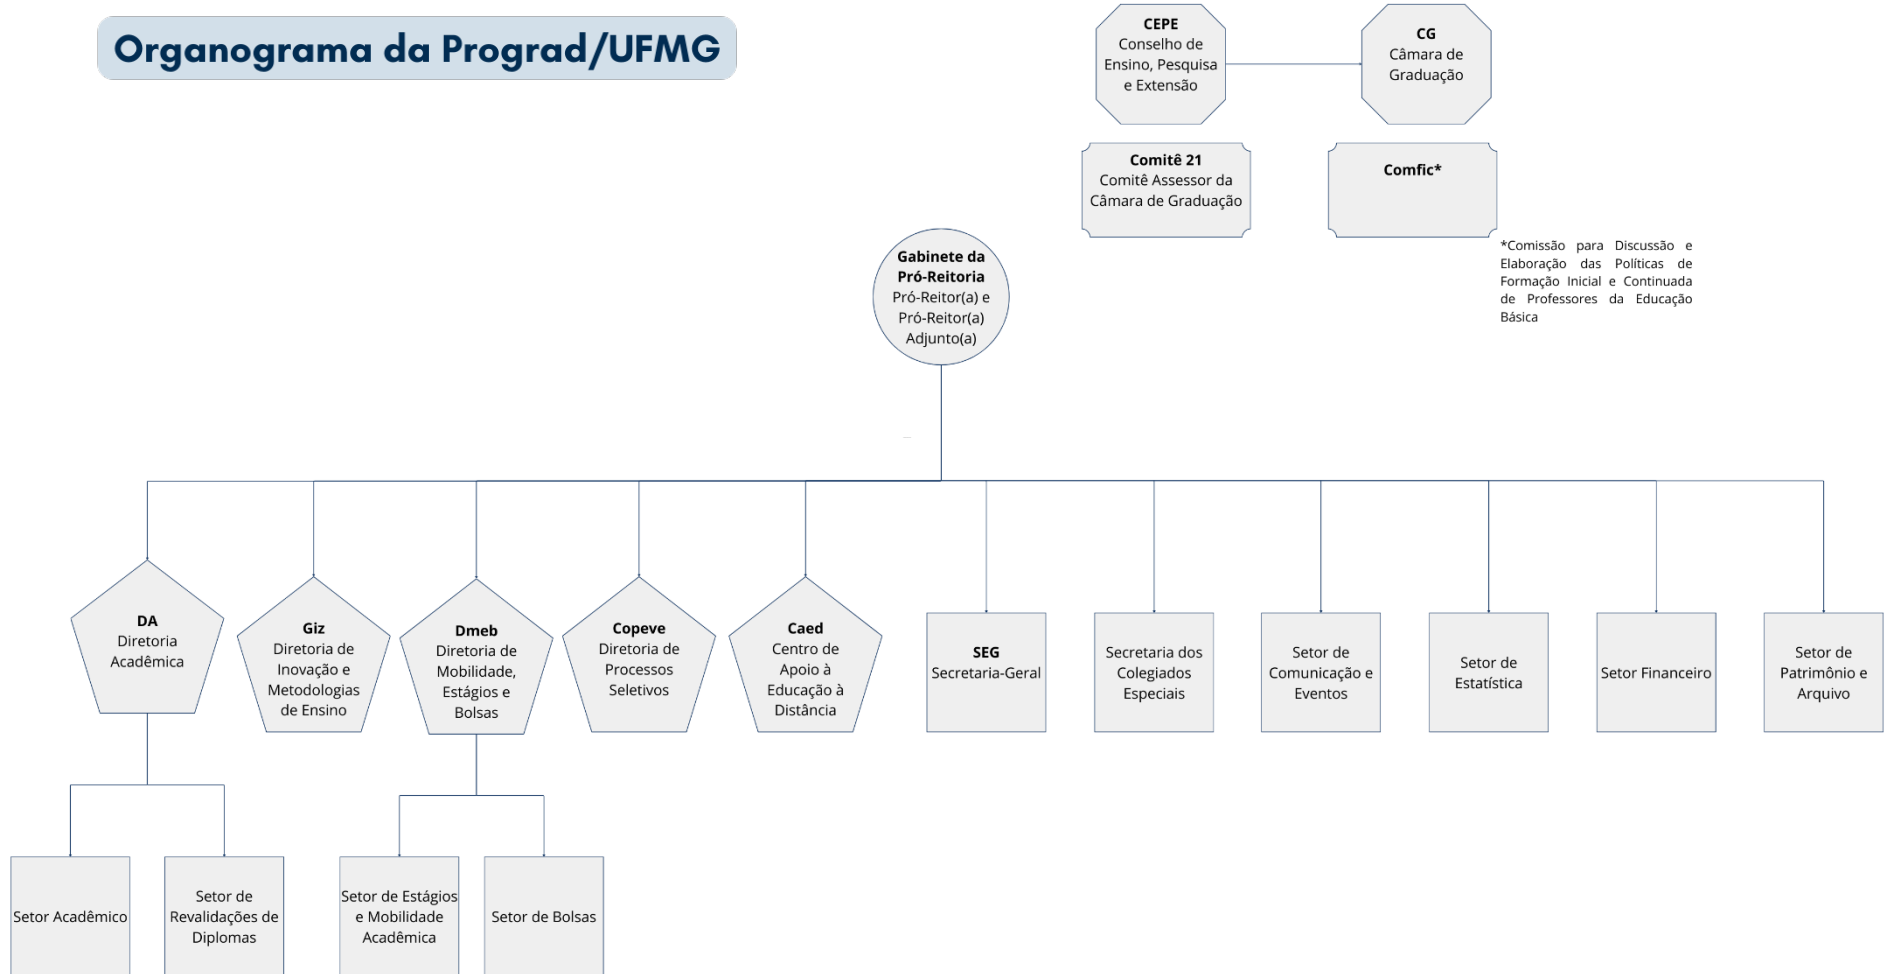 Organograma da Prograd/UFMG
CEPE
Conselho de
Ensino, Pesquisa
e Extensão
CG
Câmara de
Graduação
Comitê 21
Comitê Assessor da
Câmara de Graduação
Comfic*
*Comissão para Discussão e
Elaboração das Políticas de
Formação Inicial e Continuada
de Professores da Educação
Básica
Gabinete da
Pró-Reitoria
Pró-Reitor(a) e
Pró-Reitor(a)
Adjunto(a)
DA
Diretoria
Acadêmica
Giz
Diretoria de
Inovação e
Metodologias
de Ensino
Dmeb
Diretoria de
Mobilidade,
Estágios e
Bolsas
Copeve
Diretoria de
Processos
Seletivos
Caed
Centro de
Apoio à
Educação à
Distância
SEG
Secretaria-Geral
Secretaria dos
Colegiados
Especiais
Setor de
Comunicação e
Eventos
Setor de
Estatística
Setor Financeiro
Setor de
Patrimônio e
Arquivo
Setor Acadêmico
Setor de
Revalidações de
Diplomas
Setor de Estágios
e Mobilidade
Acadêmica
Setor de Bolsas